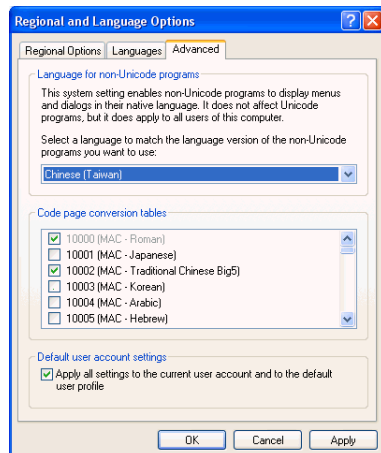 Regional and Language Options
Regional Options Languages Advanced
Language for non-Unicode programs
This system setting enables non-Unicode programs to display menus
and dialogs in their native language. It does not affect Unicode
programs, but it does apply to all users of this computer.
Select a language to match the language version of the non-Unicode
programs you want to use:
Chinese (Taiwan)
Code page conversion tables
10000 (MAC - Roman)
10001 (MAC - Japanese)
10002 (MAC - Traditional Chinese Big5)
10003 (MAC - Korean)
10004 (MAC - Arabic)
10005 (MAC - Hebrew)
Default user account settings
Apply all settings to the current user account and to the default
user profile
OK Cancel Apply